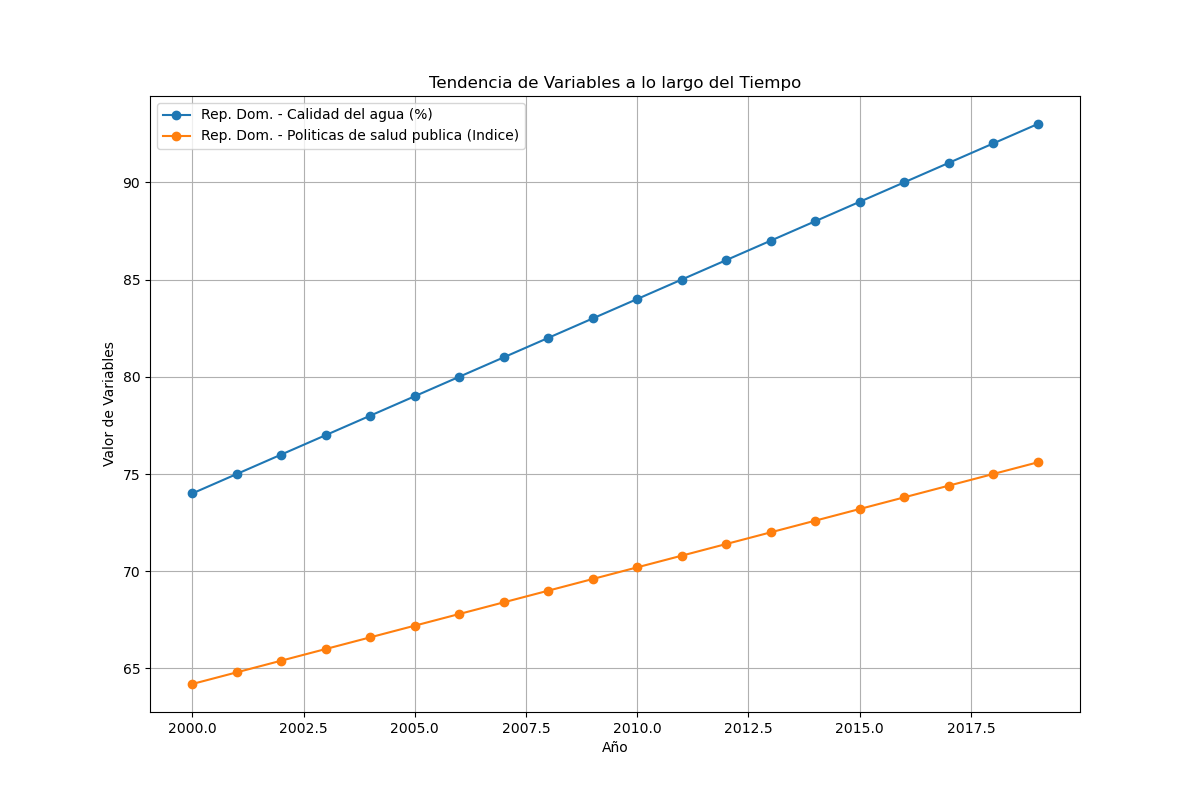 Tendencia de Variables a lo largo del Tiempo
Rep. Dom. - Calidad del agua (%)
Rep. Dom. - Politicas de salud publica (Indice)
Valor de Variables
90
85
80
75
70
65
2000.0 2002.5 2005.0 2007.5 2010.0 2012.5 2015.0 2017.5
Año